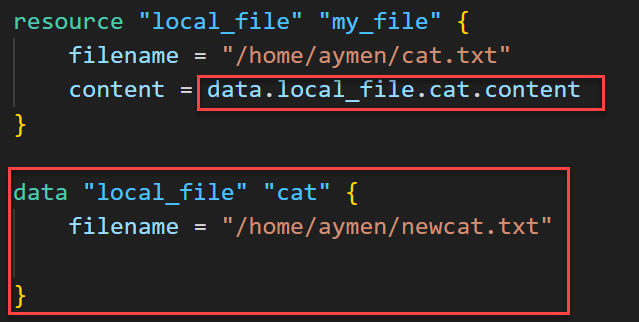 resource "local_file" "my_file" {
filename = "/home/aymen/cat.txt"
content = data.local_file.cat.content
}
data "local_file" "cat" {
filename = "/home/aymen/newcat.txt"
}